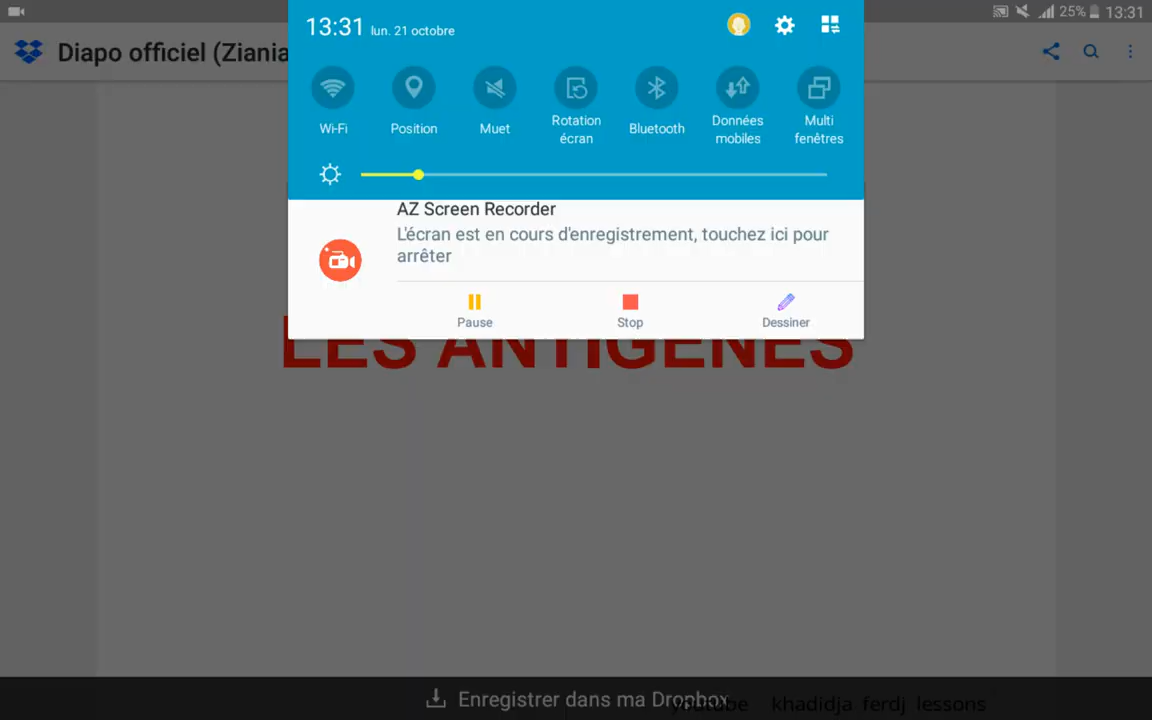 25% 13:31
13:31 lun. 21 octobre
Diapo officiel (Ziania
Wi-Fi Position Muet Rotation écran Bluetooth Données mobiles Multi fenêtres
AZ Screen Recorder
L'écran est en cours d'enregistrement, touchez ici pour
arrêter
Pause Stop Dessiner
LES ANTIGENES
Enregistrer dans ma Dropbox
youtube khadidja ferdj lessons